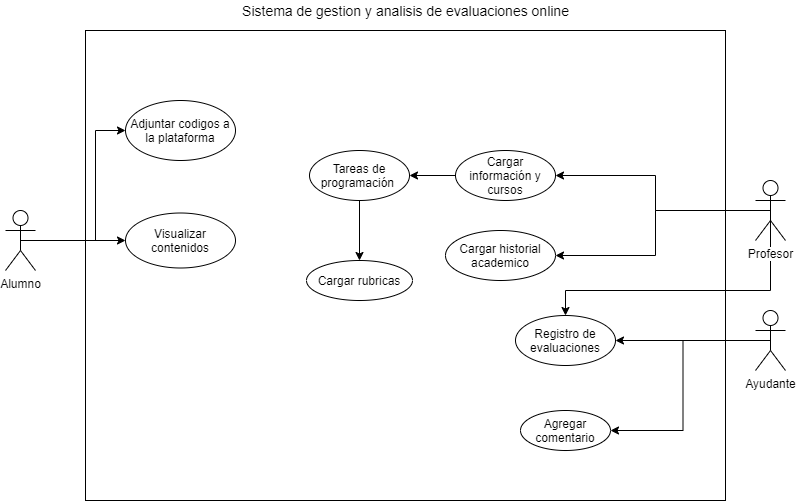 Sistema de gestion y analisis de evaluaciones online
Adjuntar codigos a
la plataforma
Tareas de
programación
Cargar
información y
cursos
Visualizar
contenidos
Cargar historial
academico
Profesor
Alumno
Cargar rubricas
Registro de
evaluaciones
Ayudante
Agregar
comentario